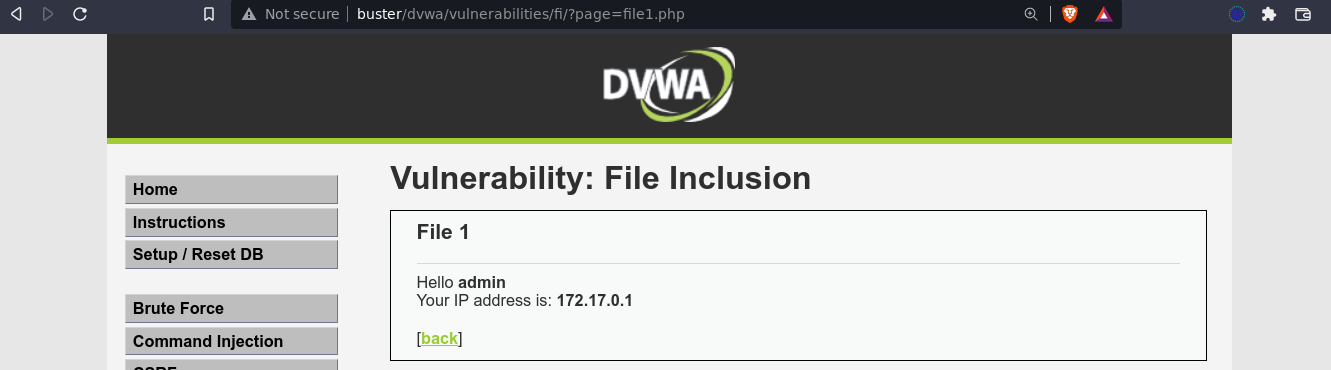 Not secure buster/dvwa/vulnerabilities/fi/?page=file1.php
DVWA
Home
Instructions
Setup / Reset DB
Brute Force
Command Injection
CSRF
Vulnerability: File Inclusion
File 1
Hello admin
Your IP address is: 172.17.0.1
[back]